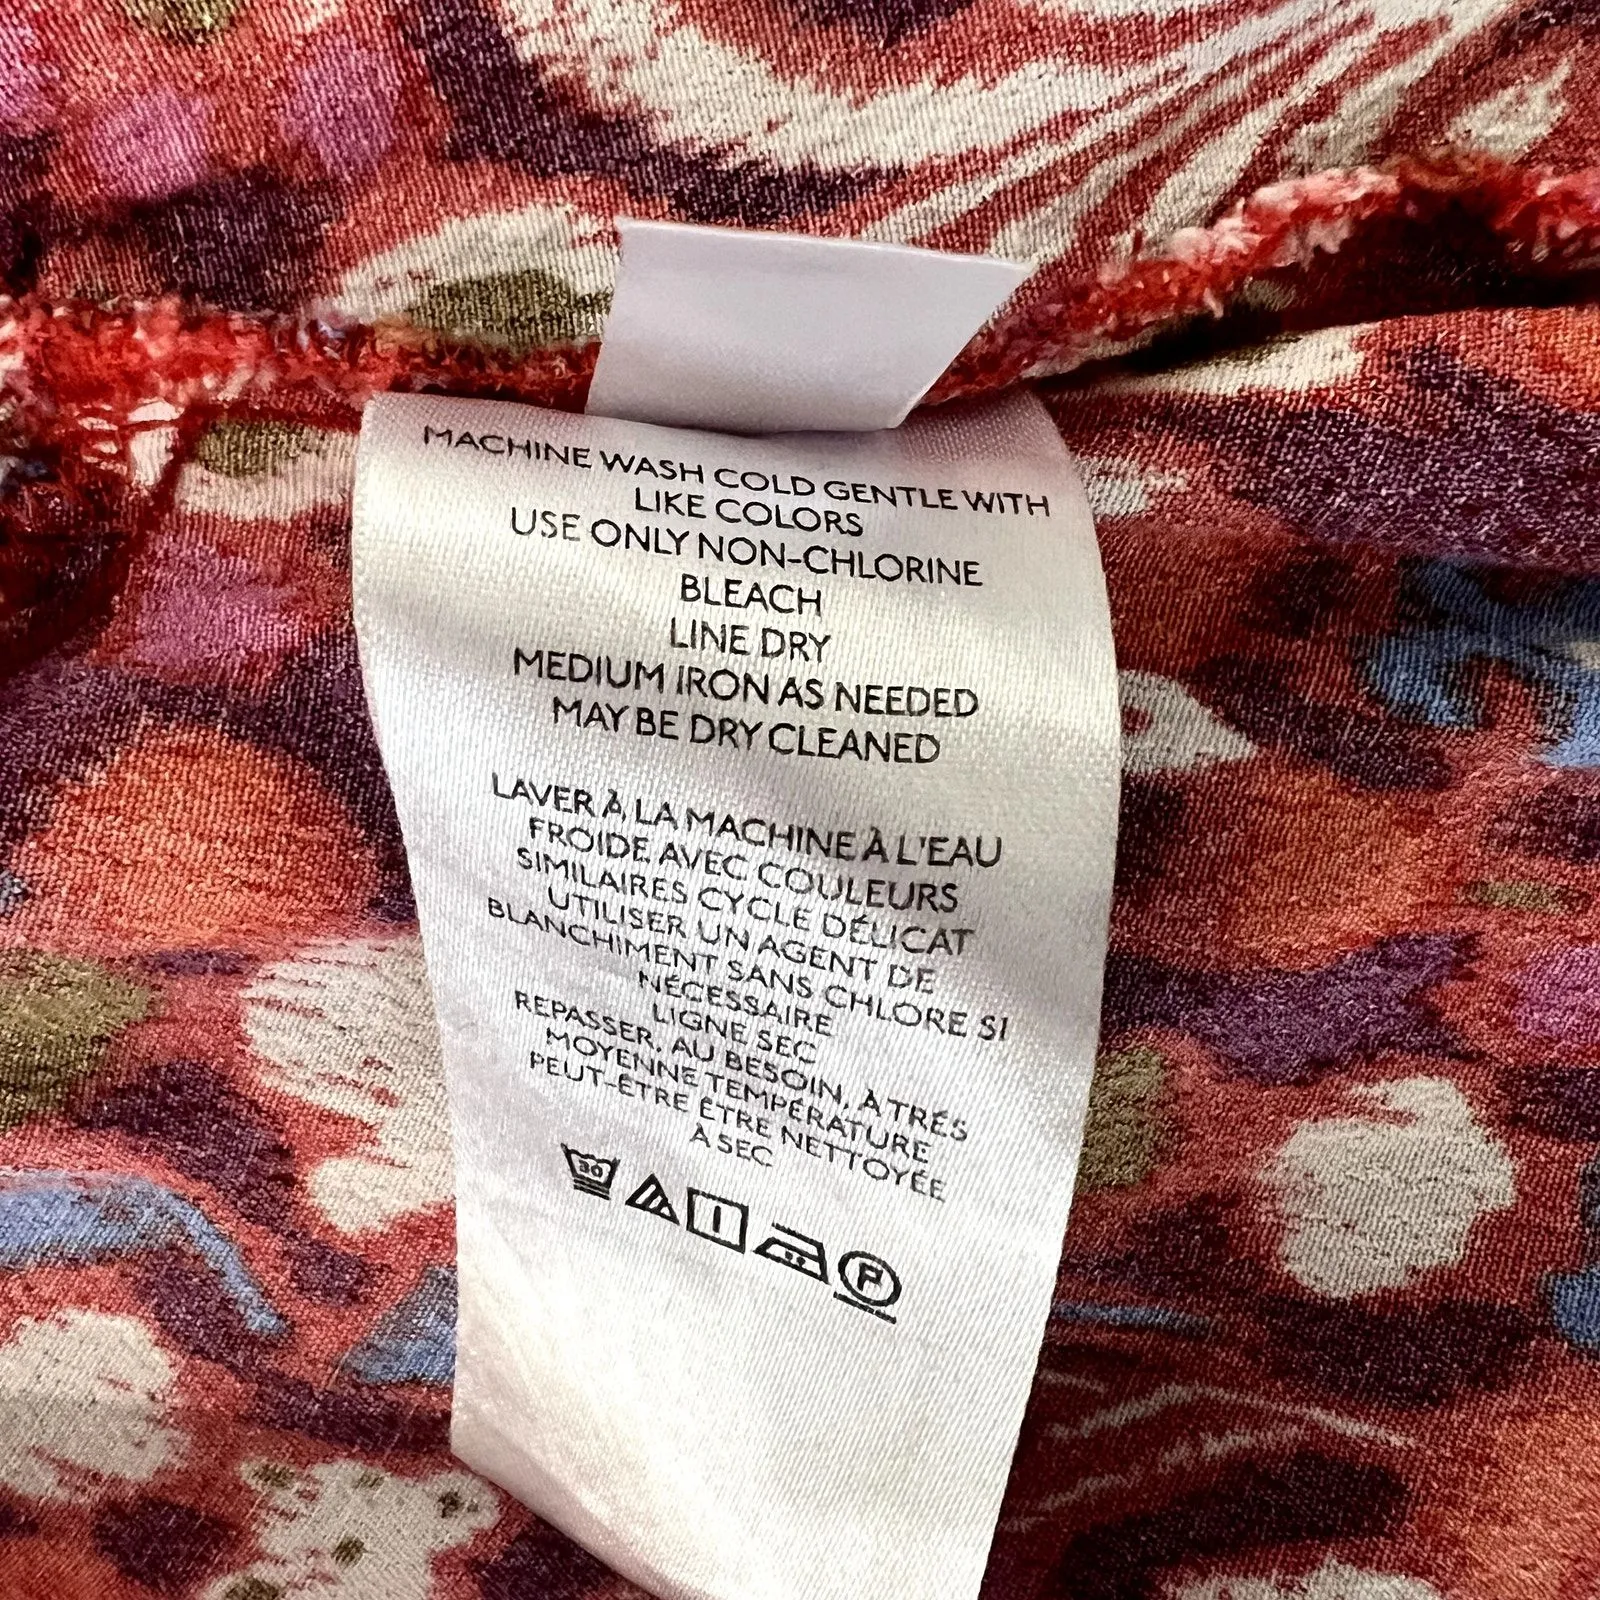 MACHINE WASH COLD GENTLE WITH
LIKE COLORS
USE ONLY NON-CHLORINE
BLEACH
LINE DRY
MEDIUM IRON AS NEEDED
MAY BE DRY CLEANED
LAVER À LA MACHINE À L'EAU
FROIDE AVEC COULEURS
SIMILAIRES CYCLE DÉLICAT
UTILISER UN AGENT DE
BLANCHIMENT SANS CHLORE SI
NÉCESSAIRE
LIGNE SEC
REPASSER, AU BESOIN, À TRÉS
MOYENNE TEMPÉRATURE
PEUT-ÊTRE ÊTRE NETTOYÉE
A SEC
30
P